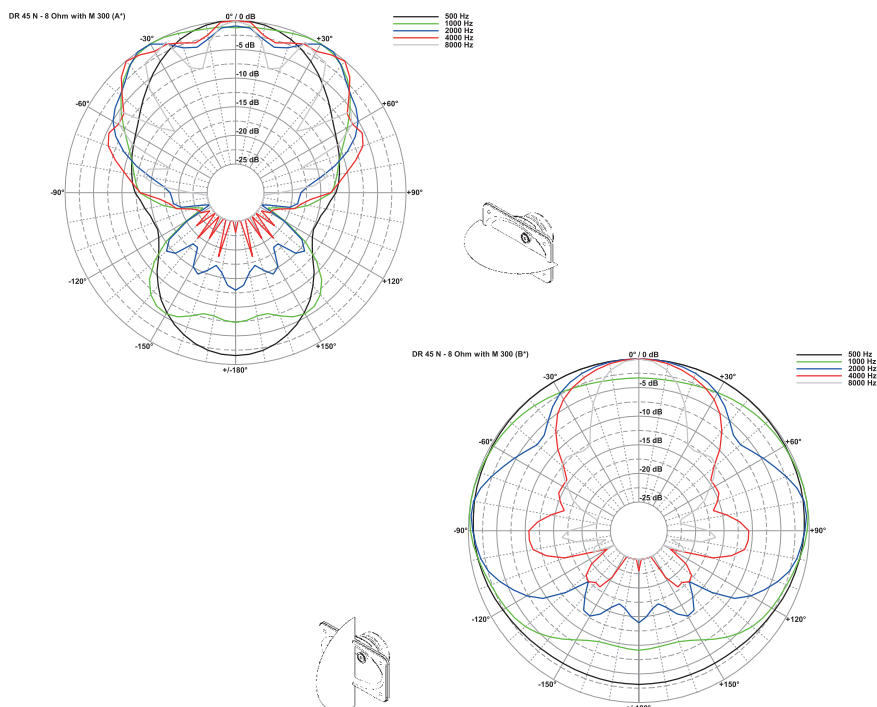 DR 45 N - 8 Ohm with M 300 (A*)
0° / 0 dB
500 Hz
1000 Hz
2000 Hz
4000 Hz
8000 Hz
-30°
+30°
-5 dB
-10 dB
-60°
+60°
-15 dB
-20 dB
-25 dB
-90°
+90°
-120°
+120°
-150°
+150°
+/-180°
DR 45 N - 8 Ohm with M 300 (B*)
0° / 0 dB
500 Hz
1000 Hz
2000 Hz
4000 Hz
8000 Hz
-30°
+30°
-5 dB
-10 dB
-60°
+60°
-15 dB
-20 dB
-25 dB
-90°
+90°
-120°
+120°
-150°
+150°